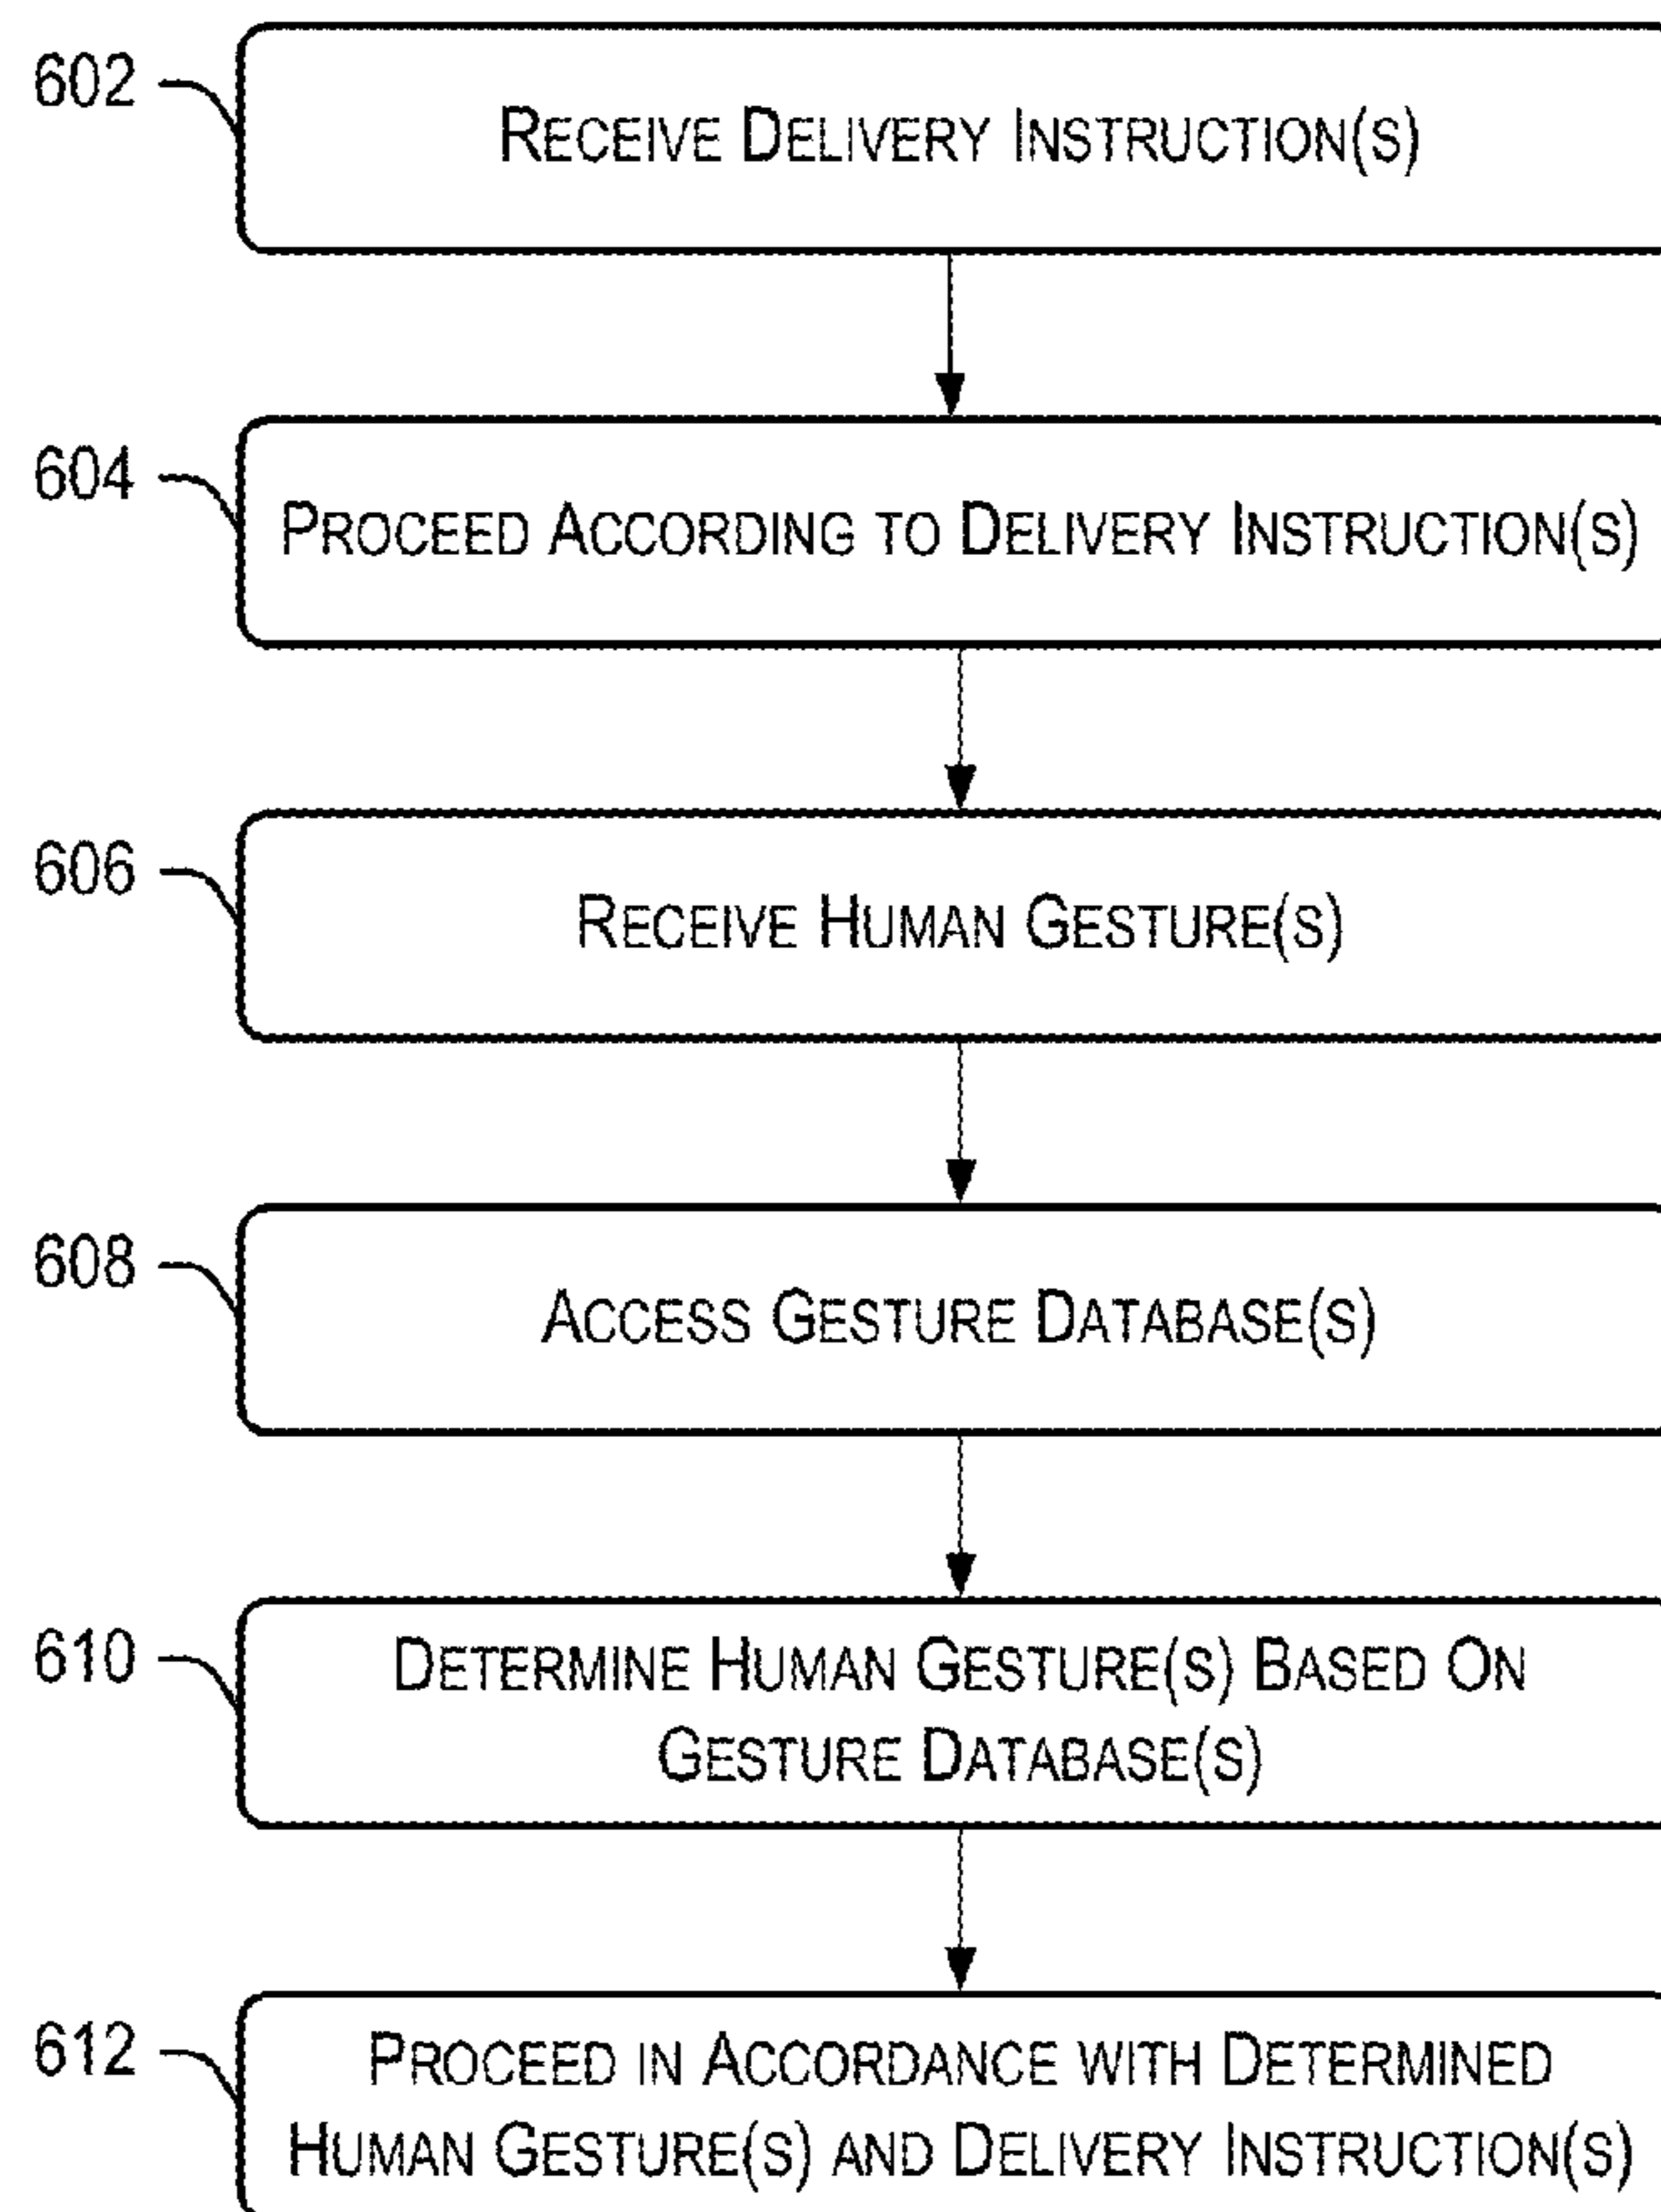 602
RECEIVE DELIVERY INSTRUCTION(S)
604
PROCEED ACCORDING TO DELIVERY INSTRUCTION(S)
606
RECEIVE HUMAN GESTURE(S)
608
ACCESS GESTURE DATABASE(S)
610
DETERMINE HUMAN GESTURE(S) BASED ON
GESTURE DATABASE(S)
612
PROCEED IN ACCORDANCE WITH DETERMINED
HUMAN GESTURE(S) AND DELIVERY INSTRUCTION(S)